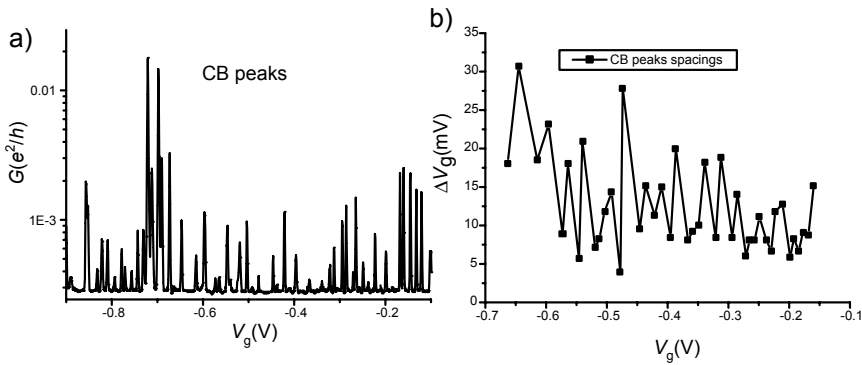 a)
CB peaks
G(e²/h)
0.01
1E-3
-0.8
-0.6
-0.4
-0.2
Vg(V)
b)
CB peaks spacings
ΔVg(mV)
35
30
25
20
15
10
5
0
-0.7
-0.6
-0.5
-0.4
-0.3
-0.2
-0.1
Vg(V)